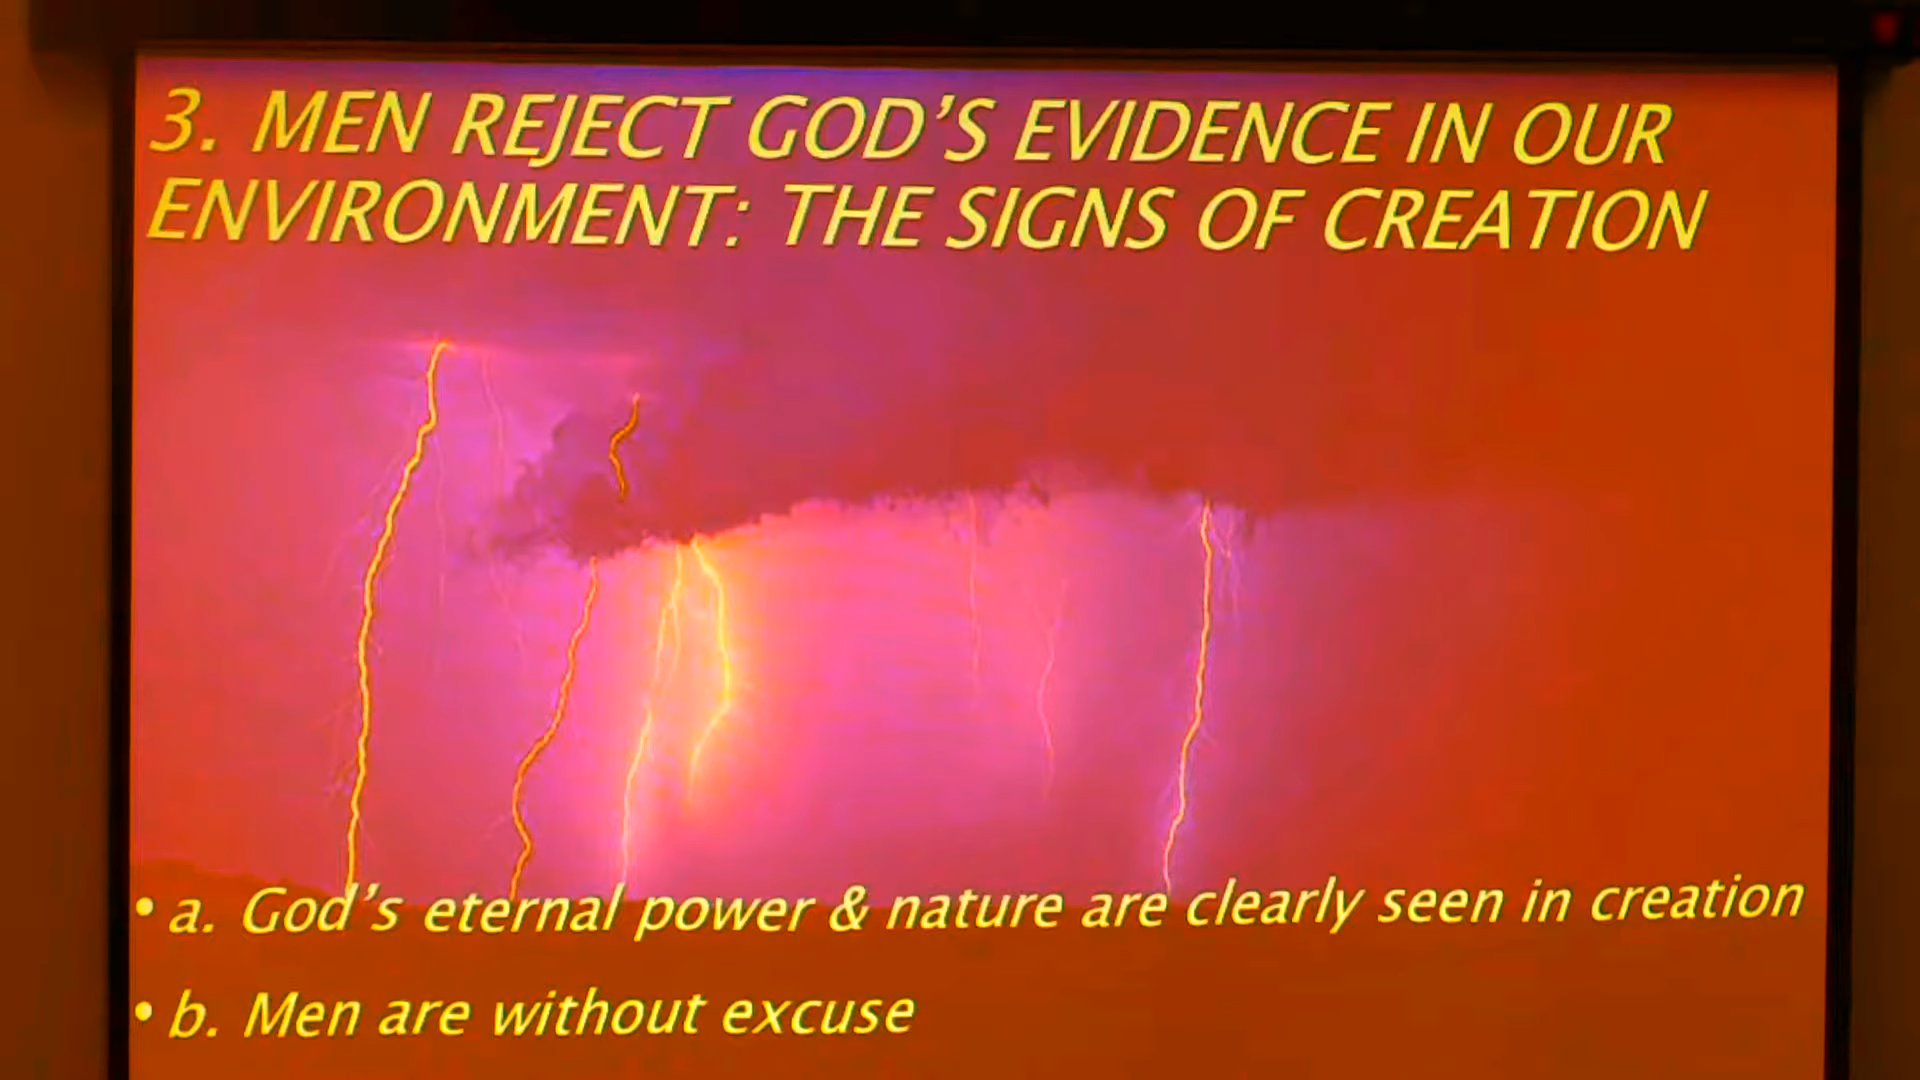 3. MEN REJECT GOD'S EVIDENCE IN OUR
ENVIRONMENT: THE SIGNS OF CREATION
• a. God's eternal power & nature are clearly seen in creation
• b. Men are without excuse